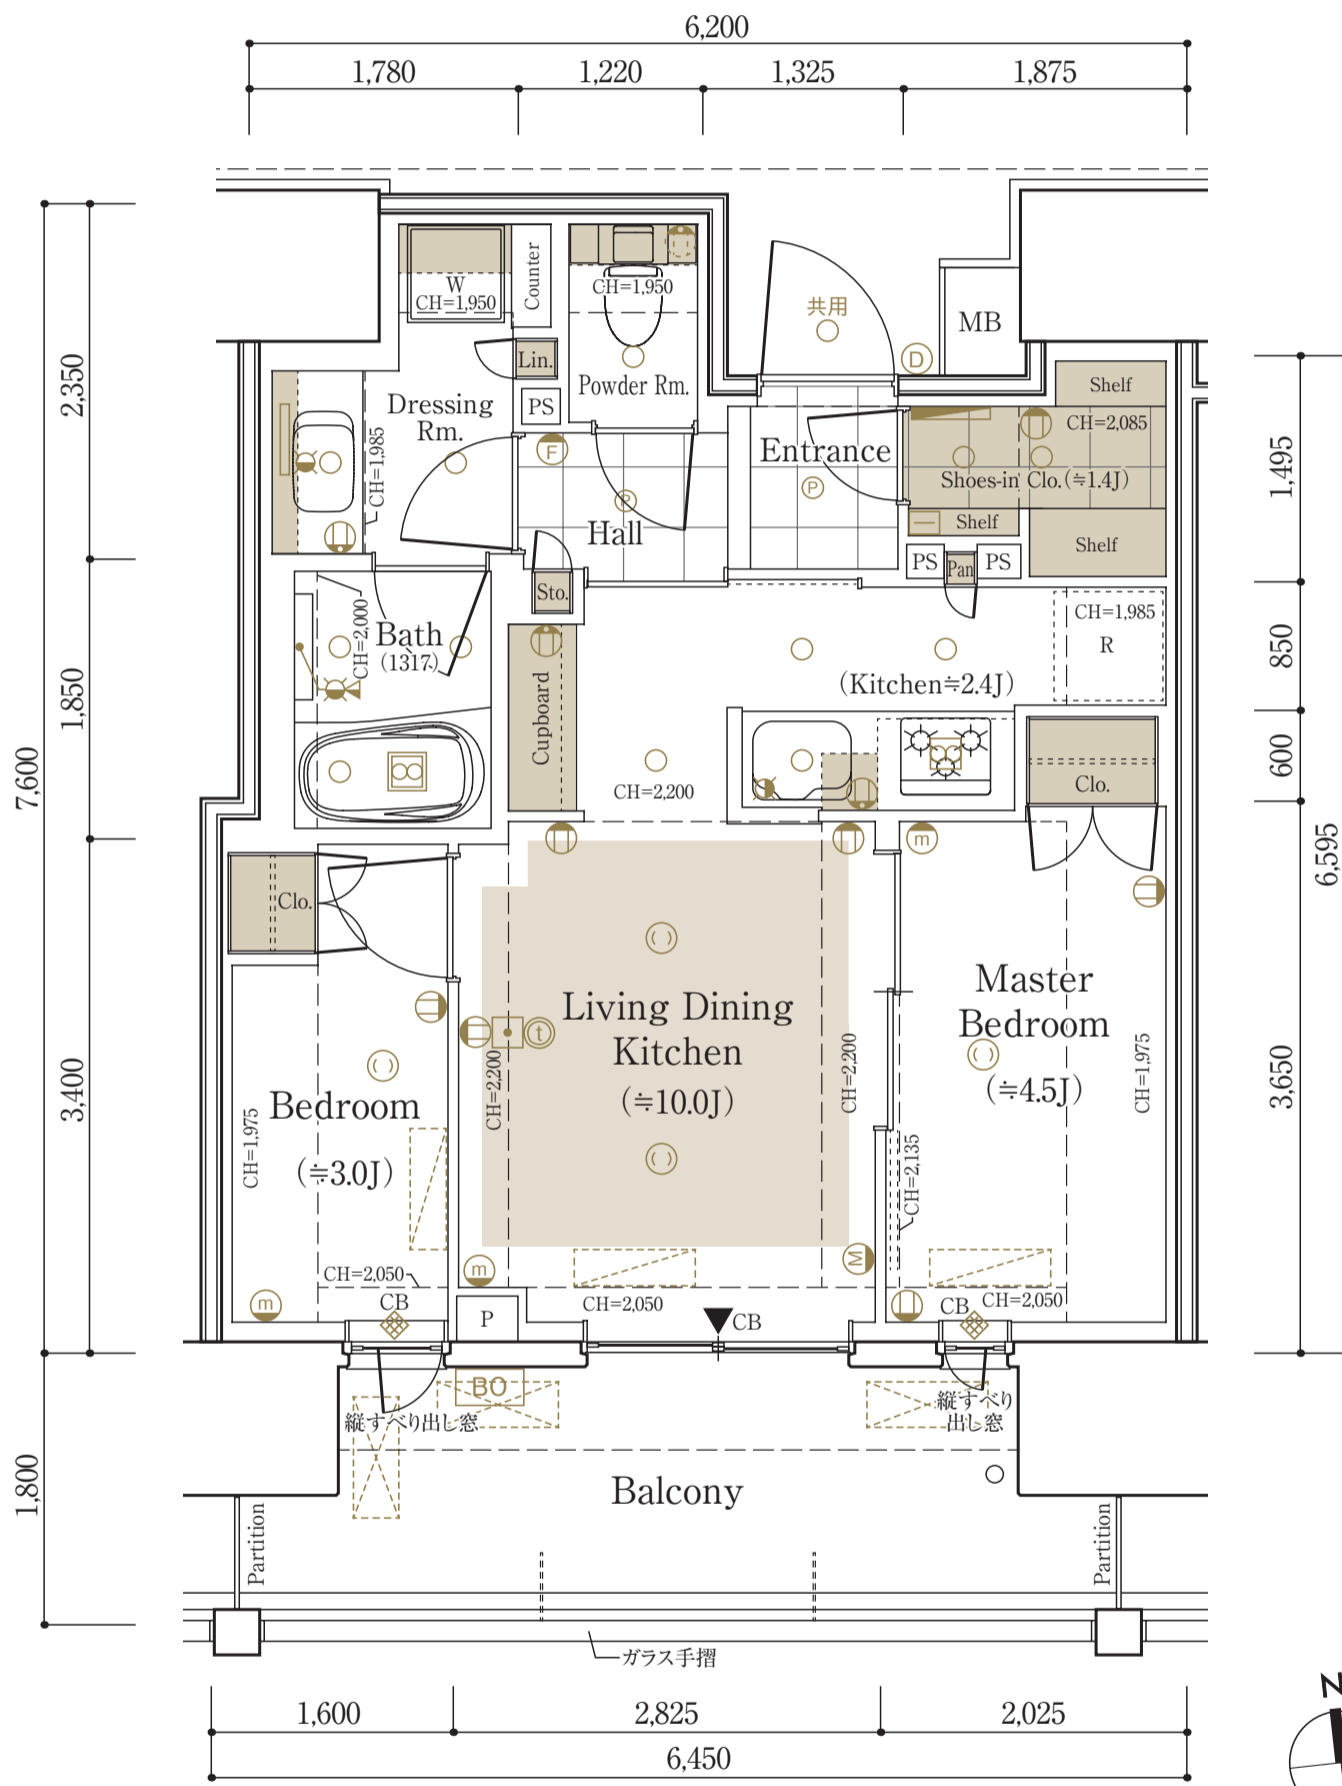 6,200
1,780
1,220
1,325
1,875
W
CH=1,950
Counter
CH=1,950
共用
MB
D
Lin.
Powder Rm.
PS
Shelf
Dressing
Rm.
CH=1,985
F
Entrance
CH=2,085
Shoes-in Clo.(≒1.4J)
P
P
Hall
Shelf
Shelf
PS
Pan
PS
Sto.
2,350
1,495
7,600
1,850
850
600
6,595
3,400
3,650
1,800
CH=2,000
Bath
(1317)
CH=1,985
R
(Kitchen≒2.4J)
Cupboard
CH=2,200
Clo.
m
Clo.
Living Dining
Kitchen
(≒10.0J)
Master
Bedroom
(≒4.5J)
t
CH=2,200
CH=2,200
CH=1,975
Bedroom
(≒3.0J)
CH=1,975
CH=2,135
M
m
m
CH=2,050
CB
P
CH=2,050
CB
CB
CH=2,050
BO
縦すべり出し窓
縦すべり
出し窓
Balcony
Partition
Partition
ガラス手摺
1,600
2,825
2,025
6,450
N